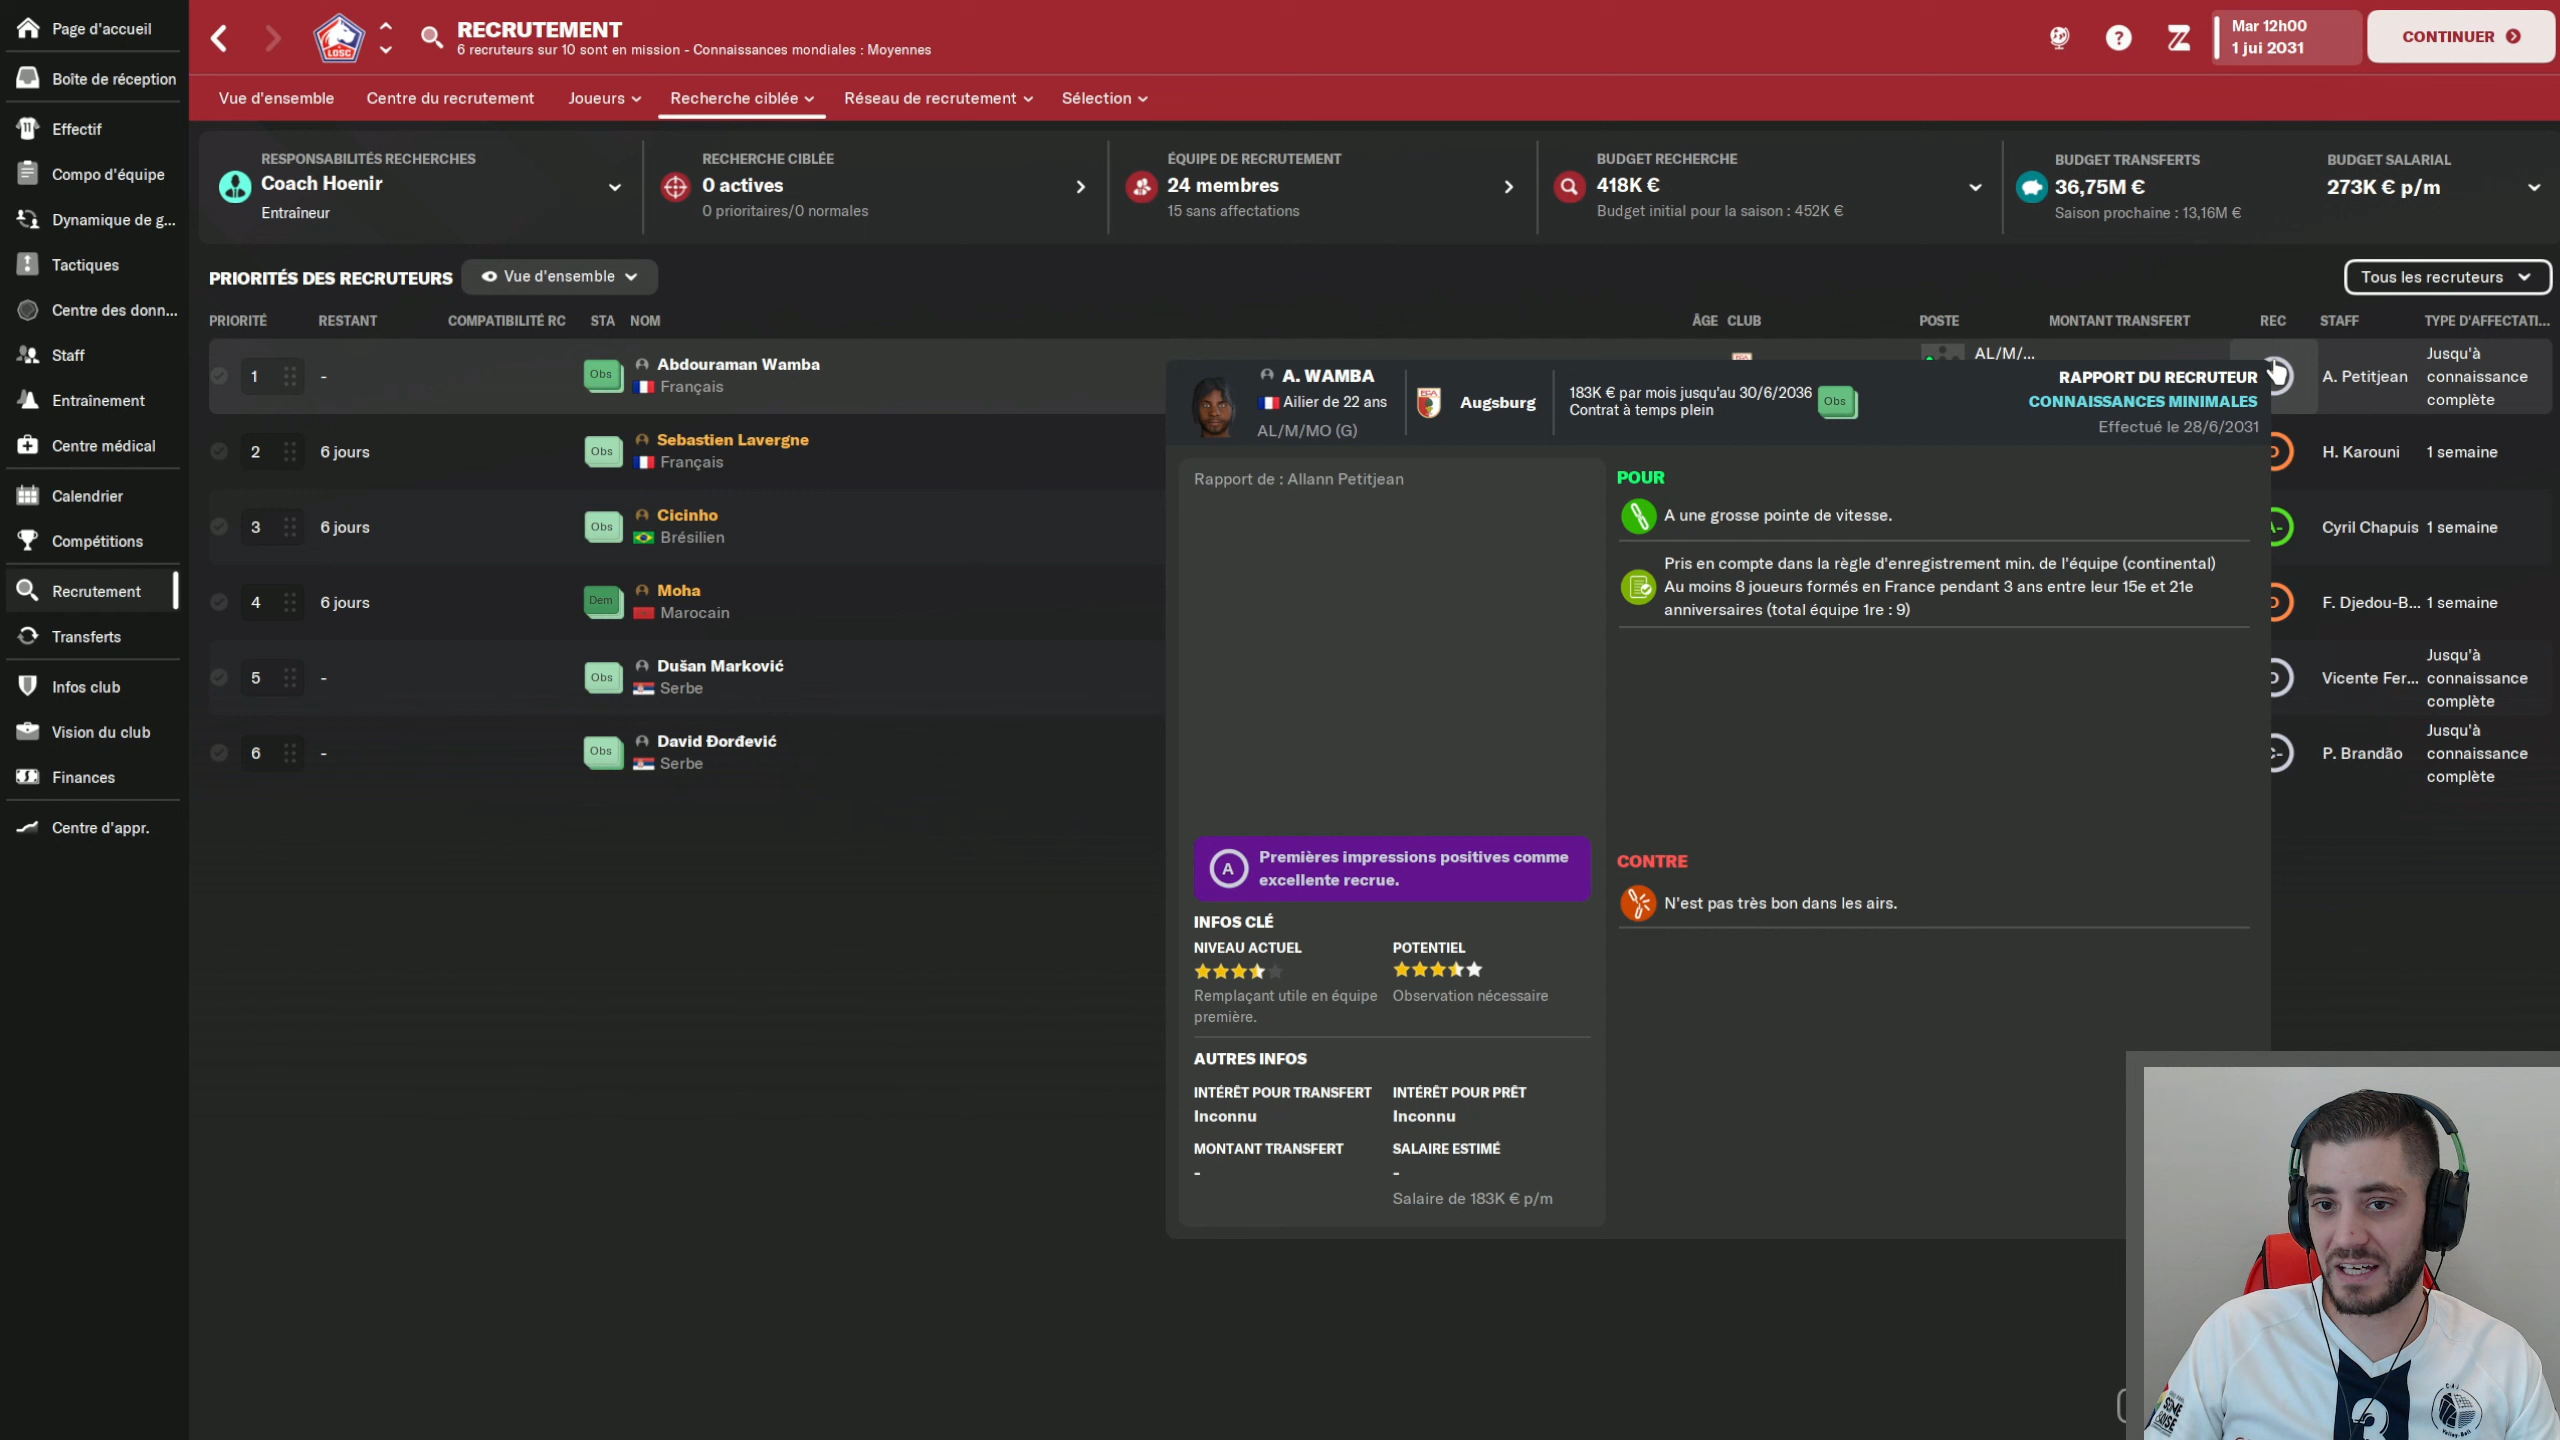 Page d'accueil
Boîte de réception
Effectif
Compo d'équipe
Dynamique de g...
Tactiques
Centre des donn...
Staff
Entraînement
Centre médical
Calendrier
Compétitions
Recrutement
Transferts
Infos club
Vision du club
Finances
Centre d'appr.
LOSC
RECRUTEMENT
6 recruteurs sur 10 sont en mission - Connaissances mondiales : Moyennes
Mar 12h00
1 jui 2031
CONTINUER
Vue d'ensemble
Centre du recrutement
Joueurs
Recherche ciblée
Réseau de recrutement
Sélection
RESPONSABILITÉS RECHERCHES
Coach Hoenir
Entraîneur
RECHERCHE CIBLÉE
0 actives
0 prioritaires/0 normales
ÉQUIPE DE RECRUTEMENT
24 membres
15 sans affectations
BUDGET RECHERCHE
418K €
Budget initial pour la saison : 452K €
BUDGET TRANSFERTS
36,75M €
Saison prochaine : 13,16M €
BUDGET SALARIAL
273K € p/m
PRIORITÉS DES RECRUTEURS
Vue d'ensemble
Tous les recruteurs
PRIORITÉ RESTANT COMPATIBILITÉ RC STA NOM ÂGE CLUB POSTE MONTANT TRANSFERT REC STAFF TYPE D'AFFECTATI...
1 - Obs Abdouraman Wamba
Français
AL/M/...
A. Petitjean
Jusqu'à
connaissance
complète
2 6 jours Obs Sebastien Lavergne
Français
H. Karouni 1 semaine
3 6 jours Obs Cicinho
Brésilien
Cyril Chapuis 1 semaine
4 6 jours Dem Moha
Marocain
F. Djedou-B... 1 semaine
5 - Obs Dušan Marković
Serbe
Vicente Fer...
Jusqu'à
connaissance
complète
6 - Obs David Đorđević
Serbe
P. Brandão
Jusqu'à
connaissance
complète
A. WAMBA
Ailier de 22 ans
AL/M/MO (G)
Augsburg
183K € par mois jusqu'au 30/6/2036
Contrat à temps plein
Obs
RAPPORT DU RECRUTEUR
CONNAISSANCES MINIMALES
Effectué le 28/6/2031
Rapport de : Allann Petitjean
A
Premières impressions positives comme
excellente recrue.
INFOS CLÉ
NIVEAU ACTUEL
Remplaçant utile en équipe
première.
POTENTIEL
Observation nécessaire
AUTRES INFOS
INTÉRÊT POUR TRANSFERT
Inconnu
INTÉRÊT POUR PRÊT
Inconnu
MONTANT TRANSFERT
-
SALAIRE ESTIMÉ
-
Salaire de 183K € p/m
POUR
A une grosse pointe de vitesse.
Pris en compte dans la règle d'enregistrement min. de l'équipe (continental)
Au moins 8 joueurs formés en France pendant 3 ans entre leur 15e et 21e
anniversaires (total équipe 1re : 9)
CONTRE
N'est pas très bon dans les airs.
3